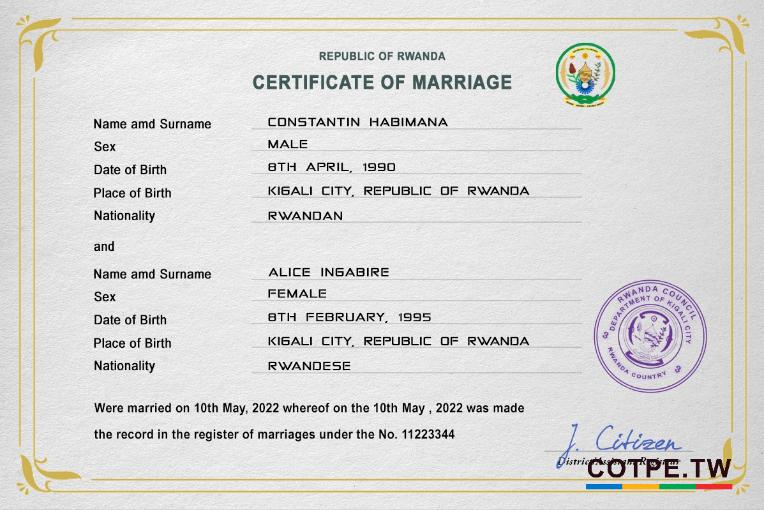 REPUBLIC OF RWANDA
CERTIFICATE OF MARRIAGE
Name amd Surname CONSTANTIN HABIMANA
Sex MALE
Date of Birth 8TH APRIL, 1990
Place of Birth KIGALI CITY, REPUBLIC OF RWANDA
Nationality RWANDAN
and
Name amd Surname ALICE INGABIRE
Sex FEMALE
Date of Birth 8TH FEBRUARY, 1995
Place of Birth KIGALI CITY, REPUBLIC OF RWANDA
Nationality RWANDESE
RWANDA COUNCIL
DEPARTMENT OF KIGALI CITY
RWANDA COUNTRY
Were married on 10th May, 2022 whereof on the 10th May , 2022 was made
the record in the register of marriages under the No. 11223344
J. Citizen
District
COTPE.TW